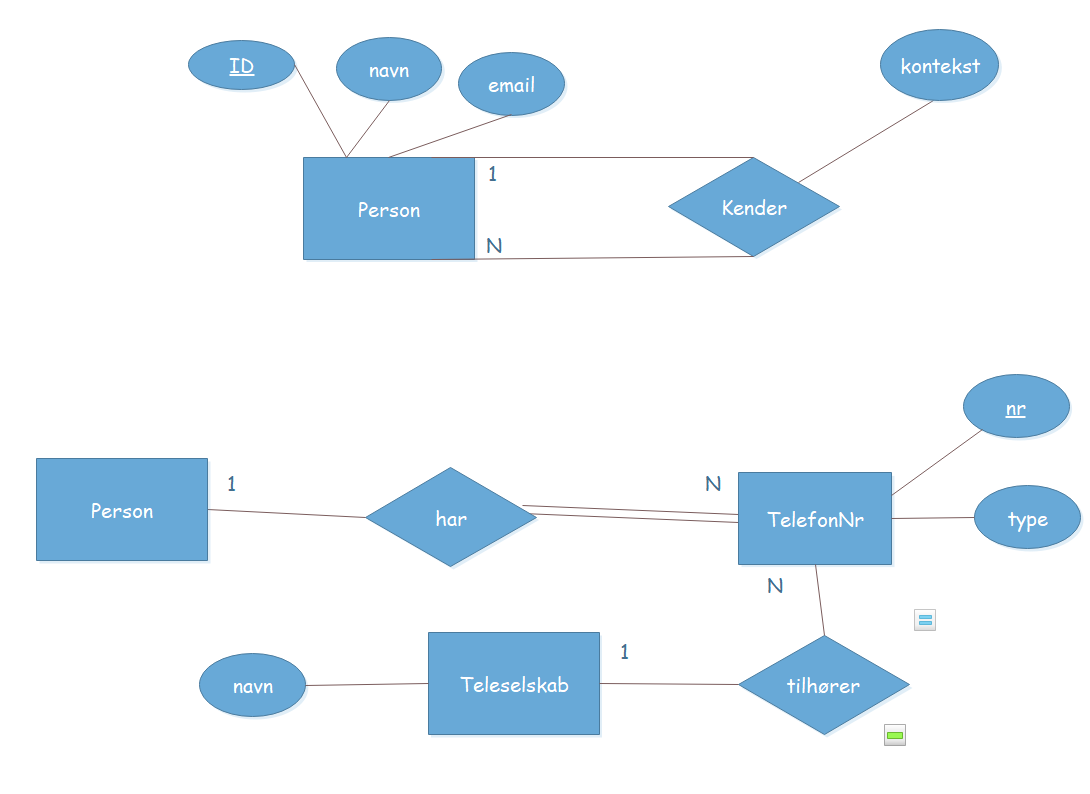 ID
navn
email
kontekst
1
Person
Kender
N
nr
1
N
Person
har
TelefonNr
type
N
1
navn
Teleselskab
tilhører